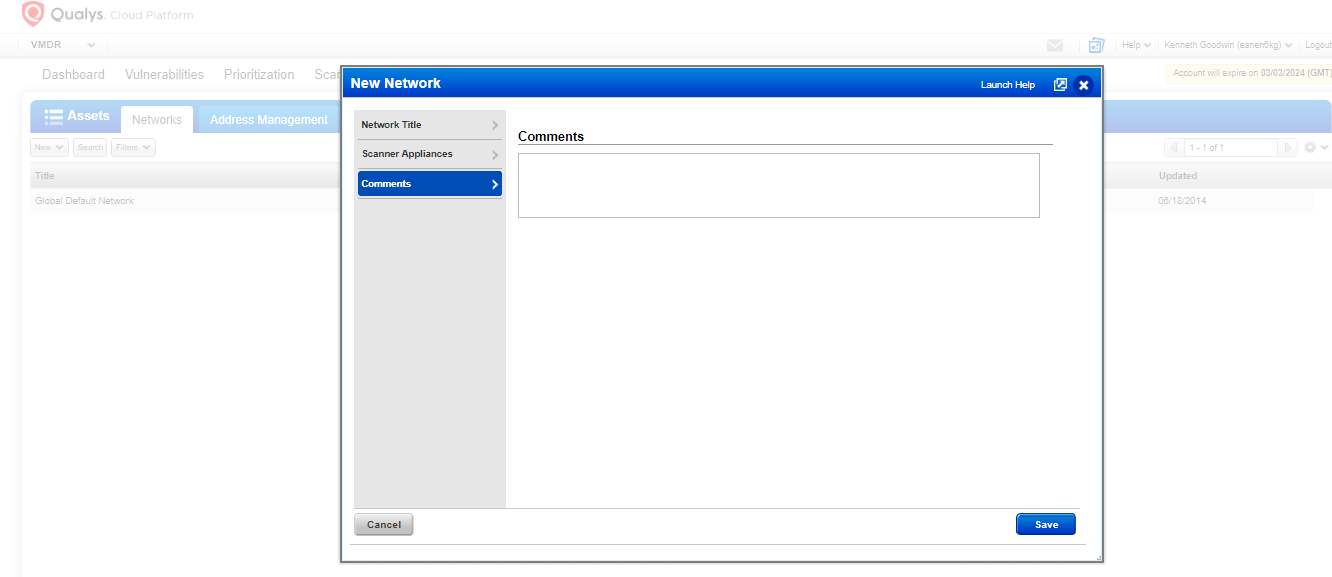 Qualys. Cloud Platform
VMDR
Help
Kenneth Goodwin (eanen6kg)
Logout
Dashboard
Vulnerabilities
Prioritization
Scan
Account will expire on 03/03/2024 (GMT)
New Network
Launch Help
Assets
Networks
Address Management
Network Title
Scanner Appliances
Comments
Comments
New
Search
Filters
1 - 1 of 1
Title
Updated
Global Default Network
06/18/2014
Cancel
Save